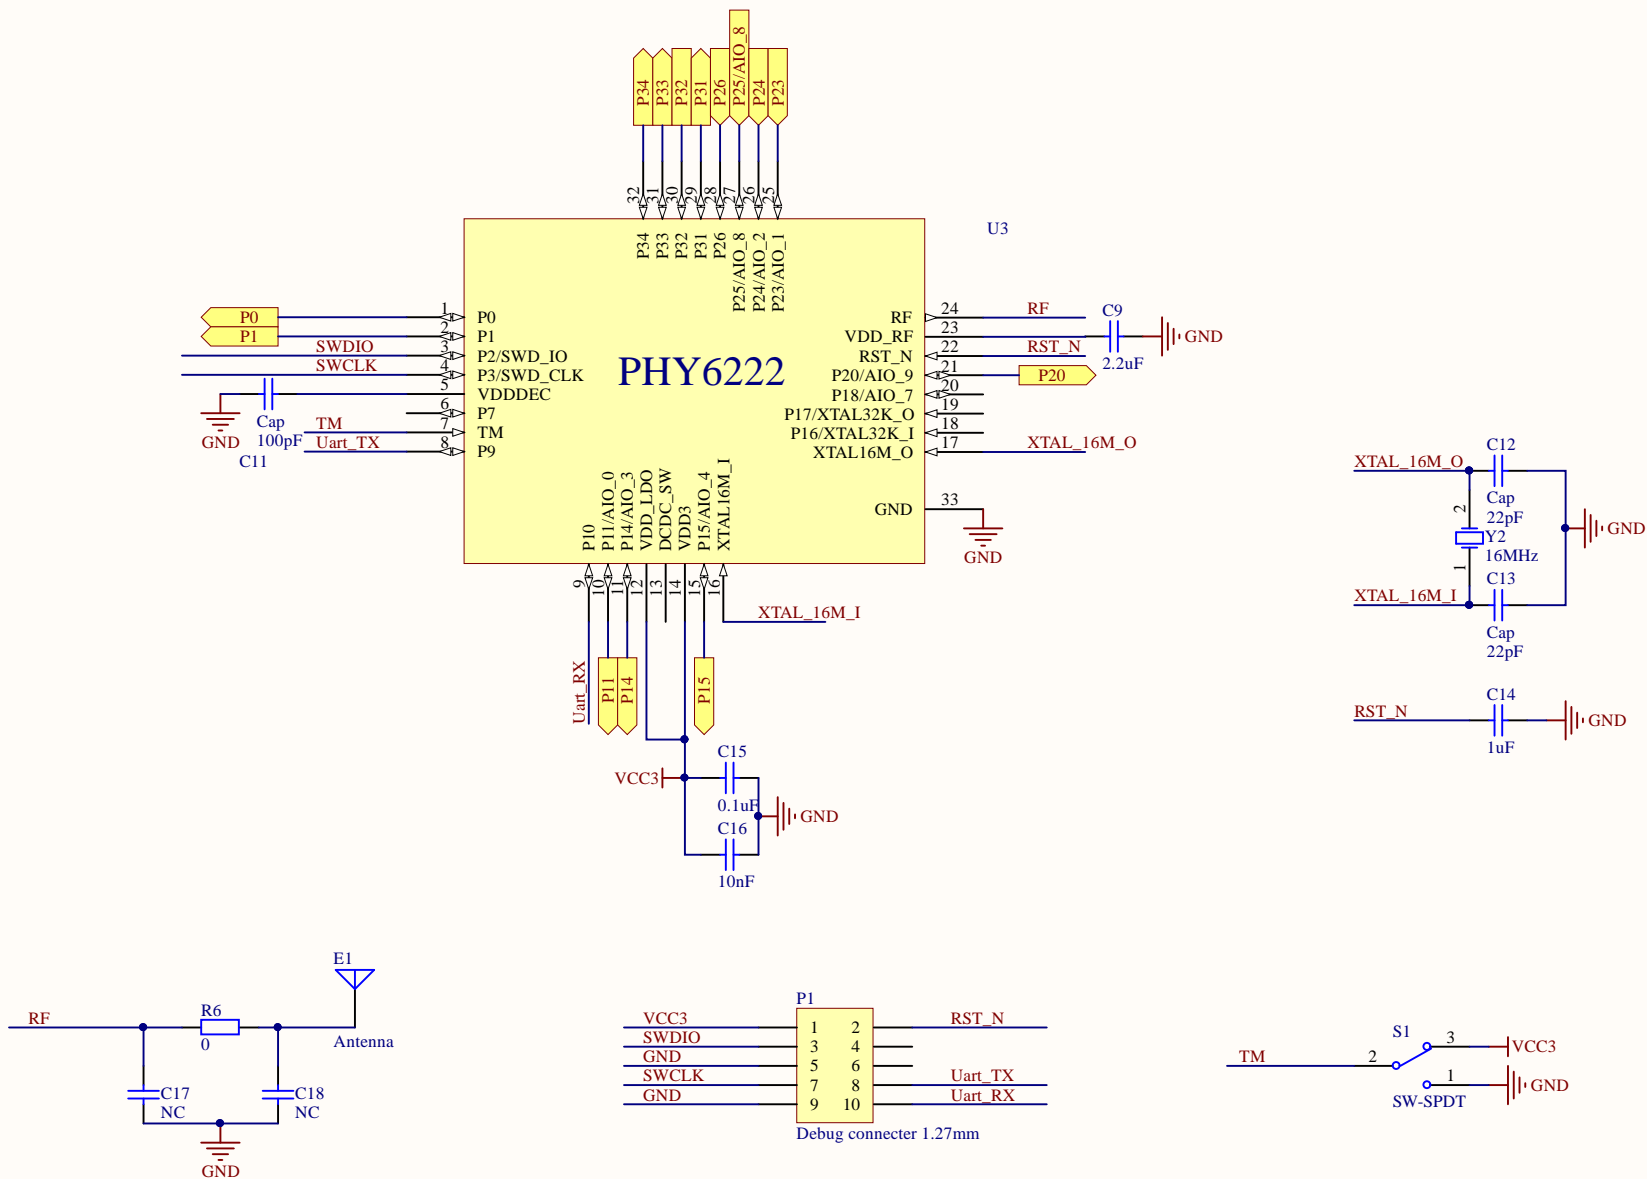 P34
P33
P32
P31
P26
P25/AIO_8
P24
P23
32
31
30
29
28
27
26
25
U3
P34
P33
P32
P31
P26
P25/AIO_8
P24/AIO_2
P23/AIO_1
PHY6222
P0 1 P0
P1 2 P1
SWDIO 3 P2/SWD_IO
SWCLK 4 P3/SWD_CLK
5 VDDDEC
6 P7
TM 7 TM
Uart_TX 8 P9
GND
Cap
100pF
C11
RF 24 RF
VDD_RF 23
RST_N 22 RST_N
P20/AIO_9 21 P20
P18/AIO_7 20
P17/XTAL32K_O 19
P16/XTAL32K_I 18
XTAL16M_O 17 XTAL_16M_O
GND 33
GND
C9
2.2uF
GND
P10
P11/AIO_0
P14/AIO_3
VDD_LDO
DCDC_SW
VDD3
P15/AIO_4
XTAL16M_I
9
10
11
12
13
14
15
16
XTAL_16M_I
Uart_RX
P11
P14
P15
VCC3
C15
0.1uF
C16
10nF
GND
XTAL_16M_O
C12
Cap
22pF
2
Y2
16MHz
1
GND
XTAL_16M_I
C13
Cap
22pF
RST_N
C14
1uF
GND
RF
R6
0
E1
Antenna
C17
NC
C18
NC
GND
P1
VCC3 1 2 RST_N
SWDIO 3 4
GND 5 6
SWCLK 7 8 Uart_TX
GND 9 10 Uart_RX
Debug connecter 1.27mm
TM 2
S1
3 VCC3
1 GND
SW-SPDT